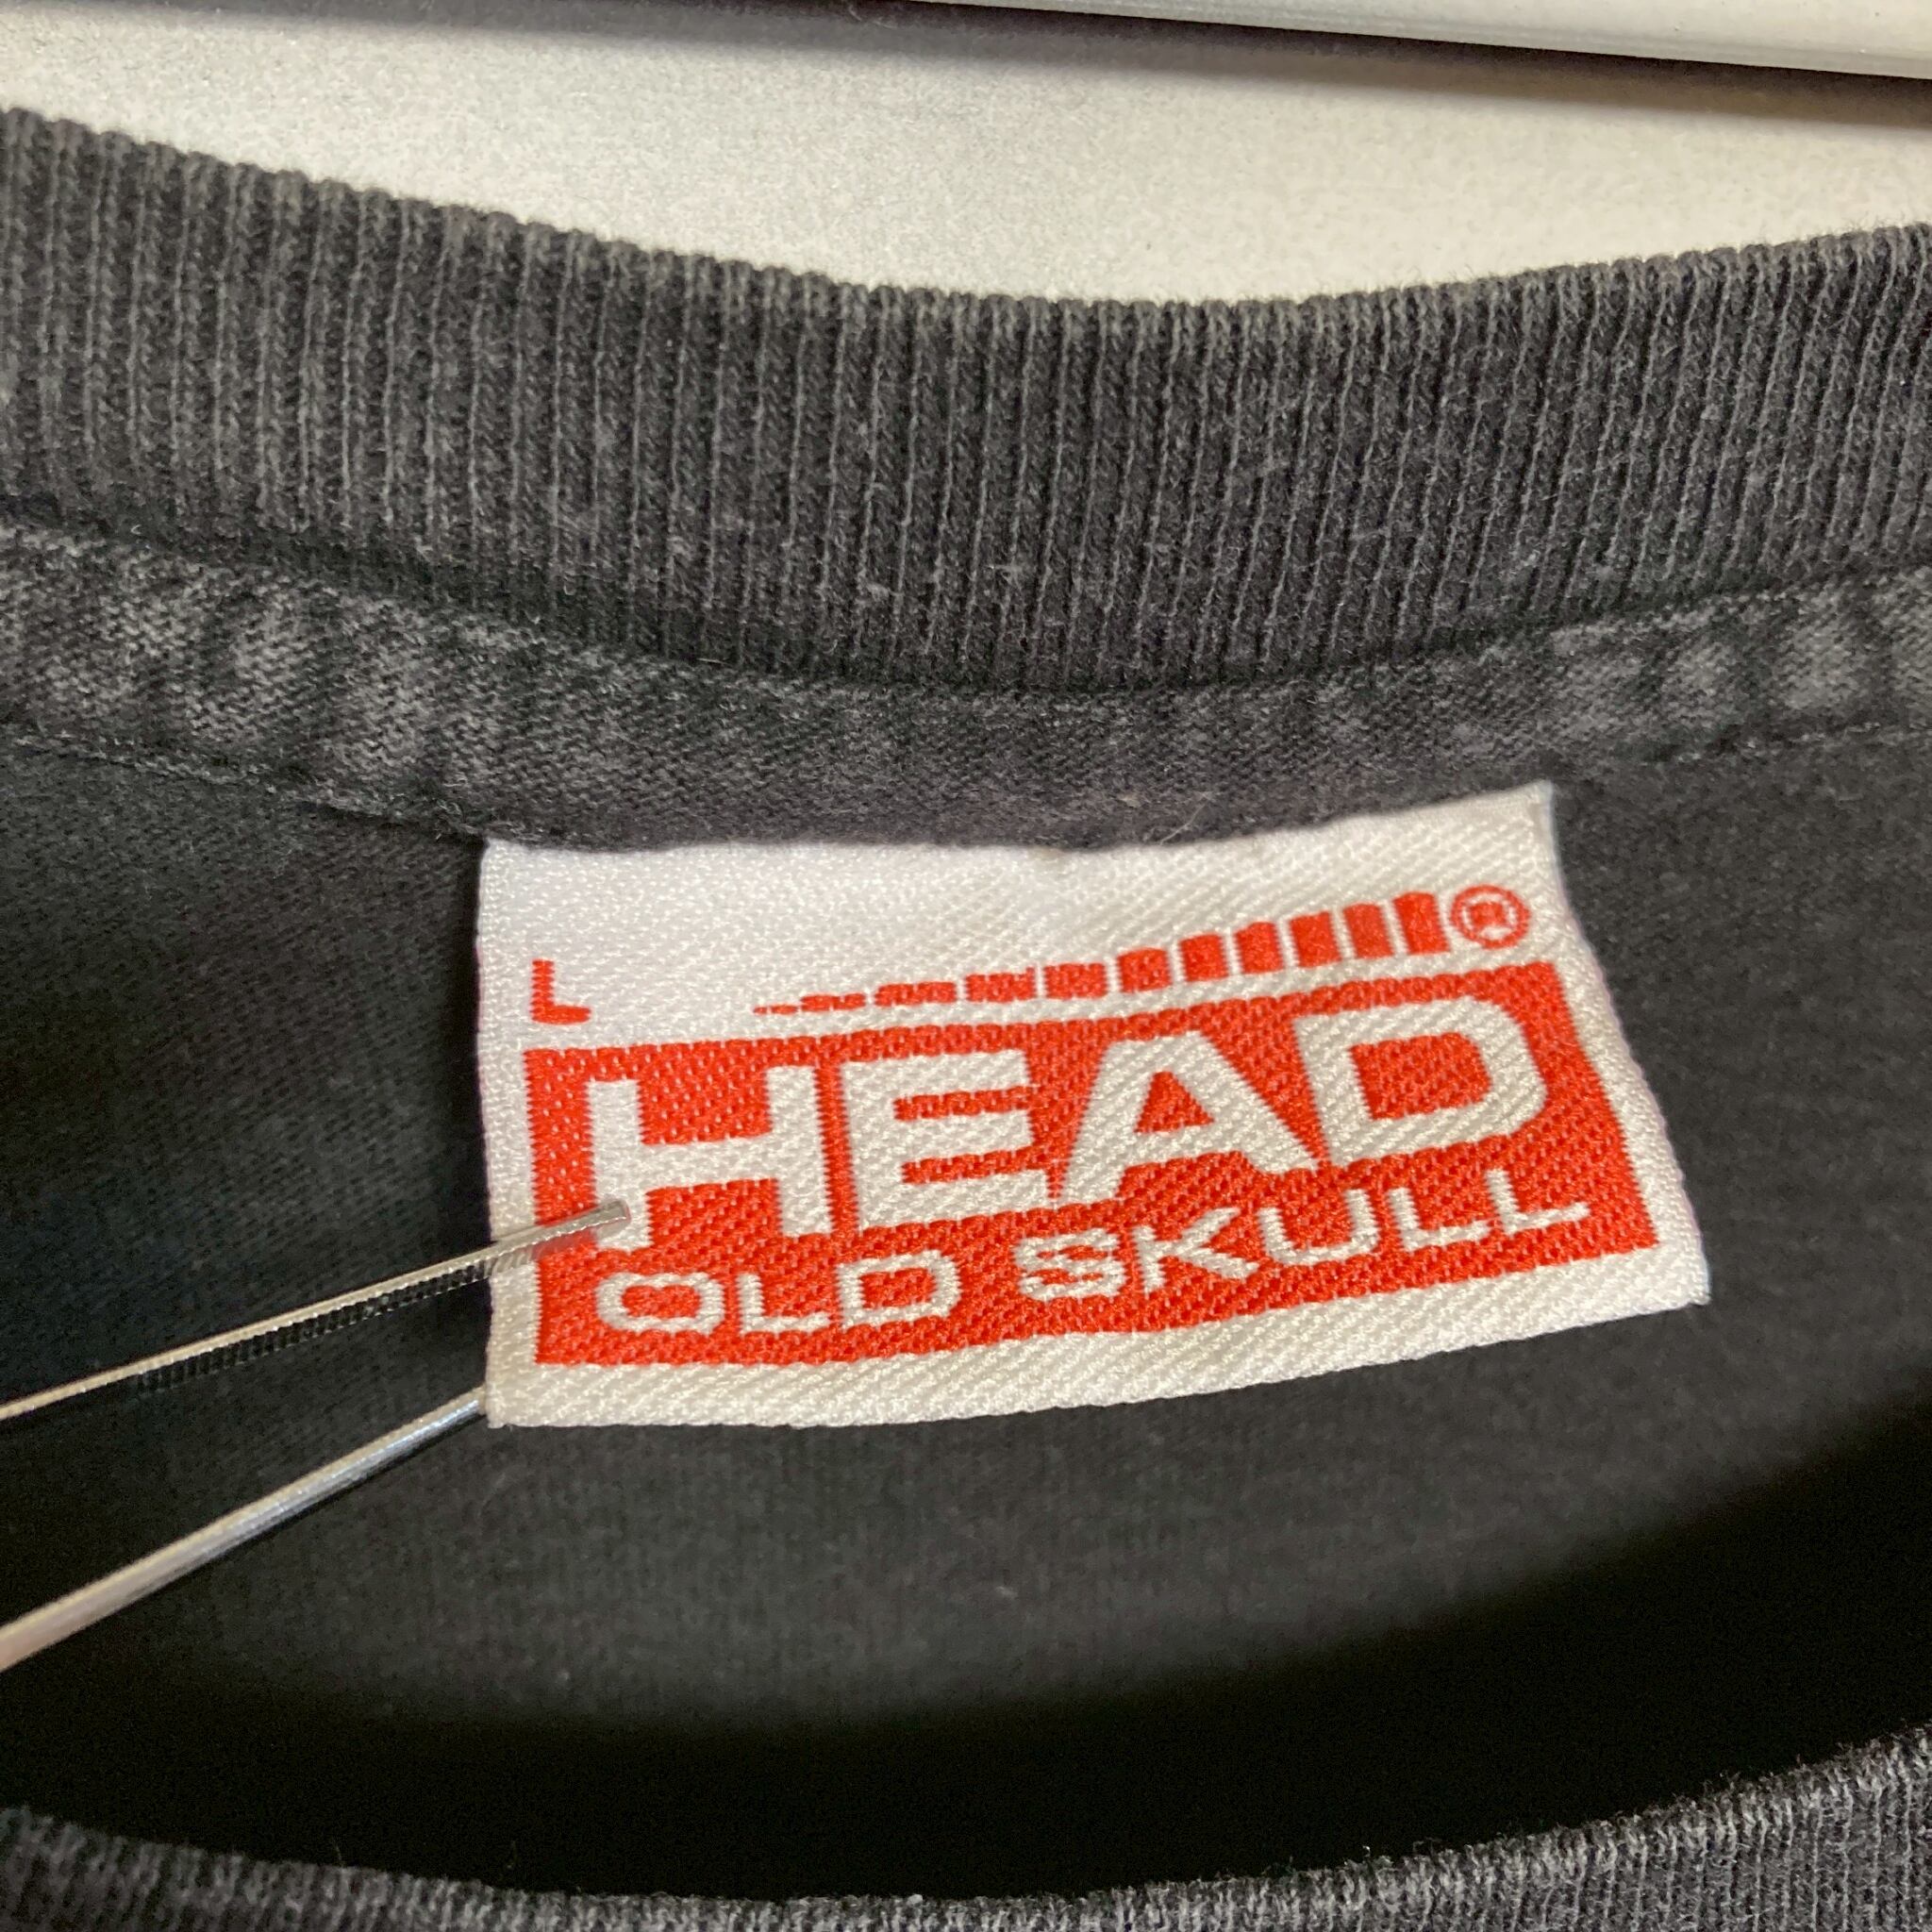 L
®
HEAD
OLD SKULL